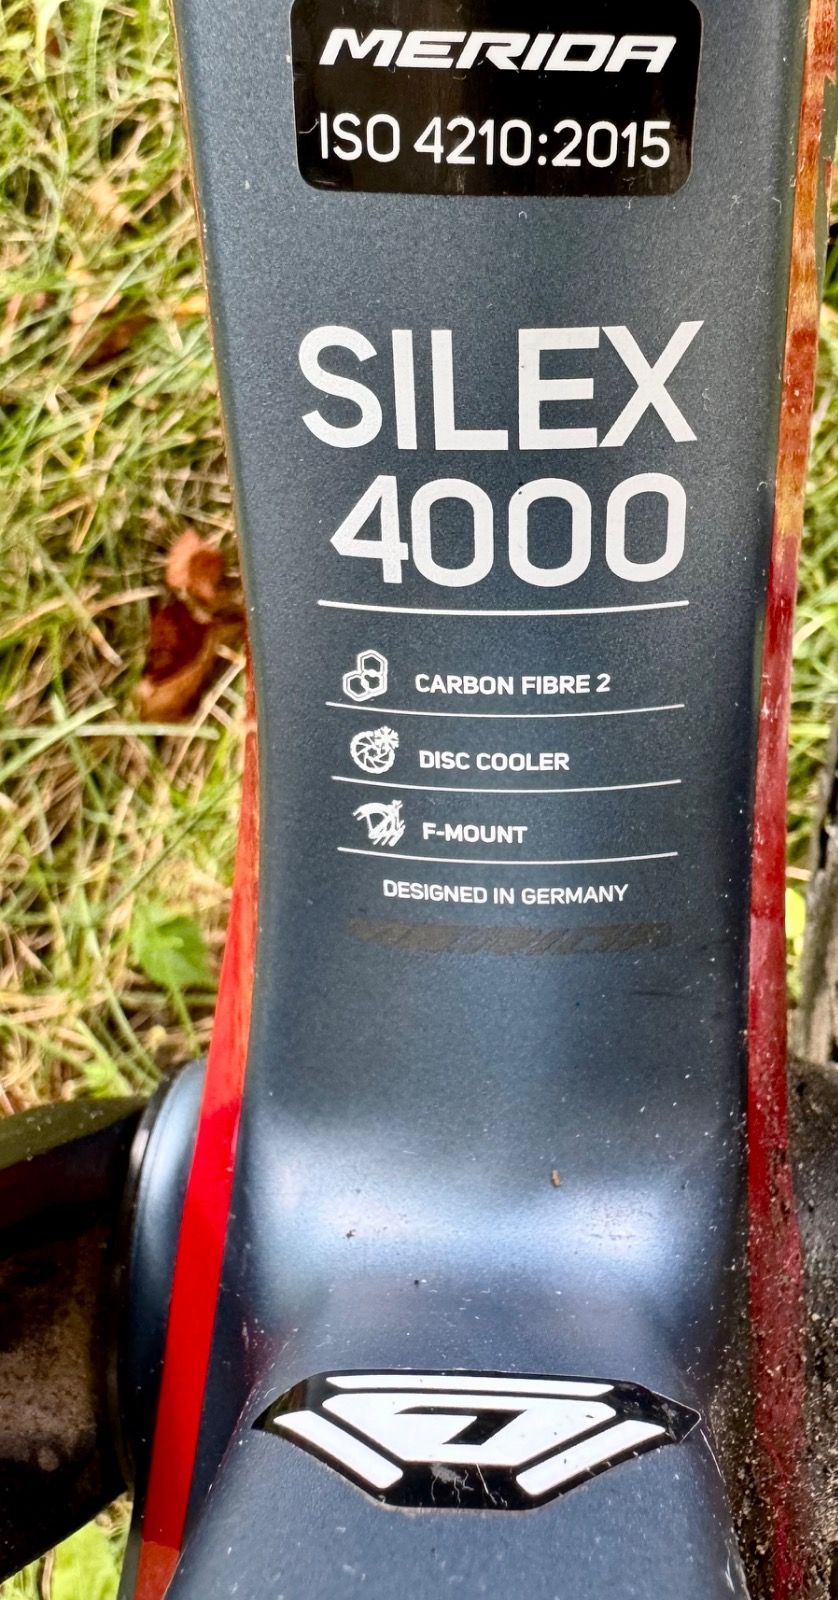 MERIDA
ISO 4210:2015
SILEX
4000
CARBON FIBRE 2
DISC COOLER
F-MOUNT
DESIGNED IN GERMANY